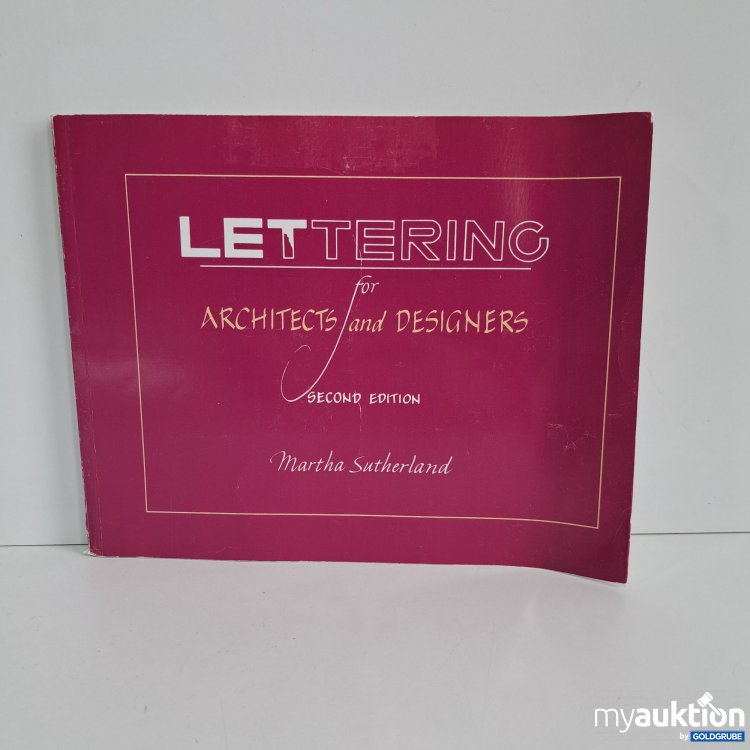 LETTERING
for
ARCHITECTS and DESIGNERS
SECOND EDITION
Martha Sutherland
myauktion
by GOLDGRUBE